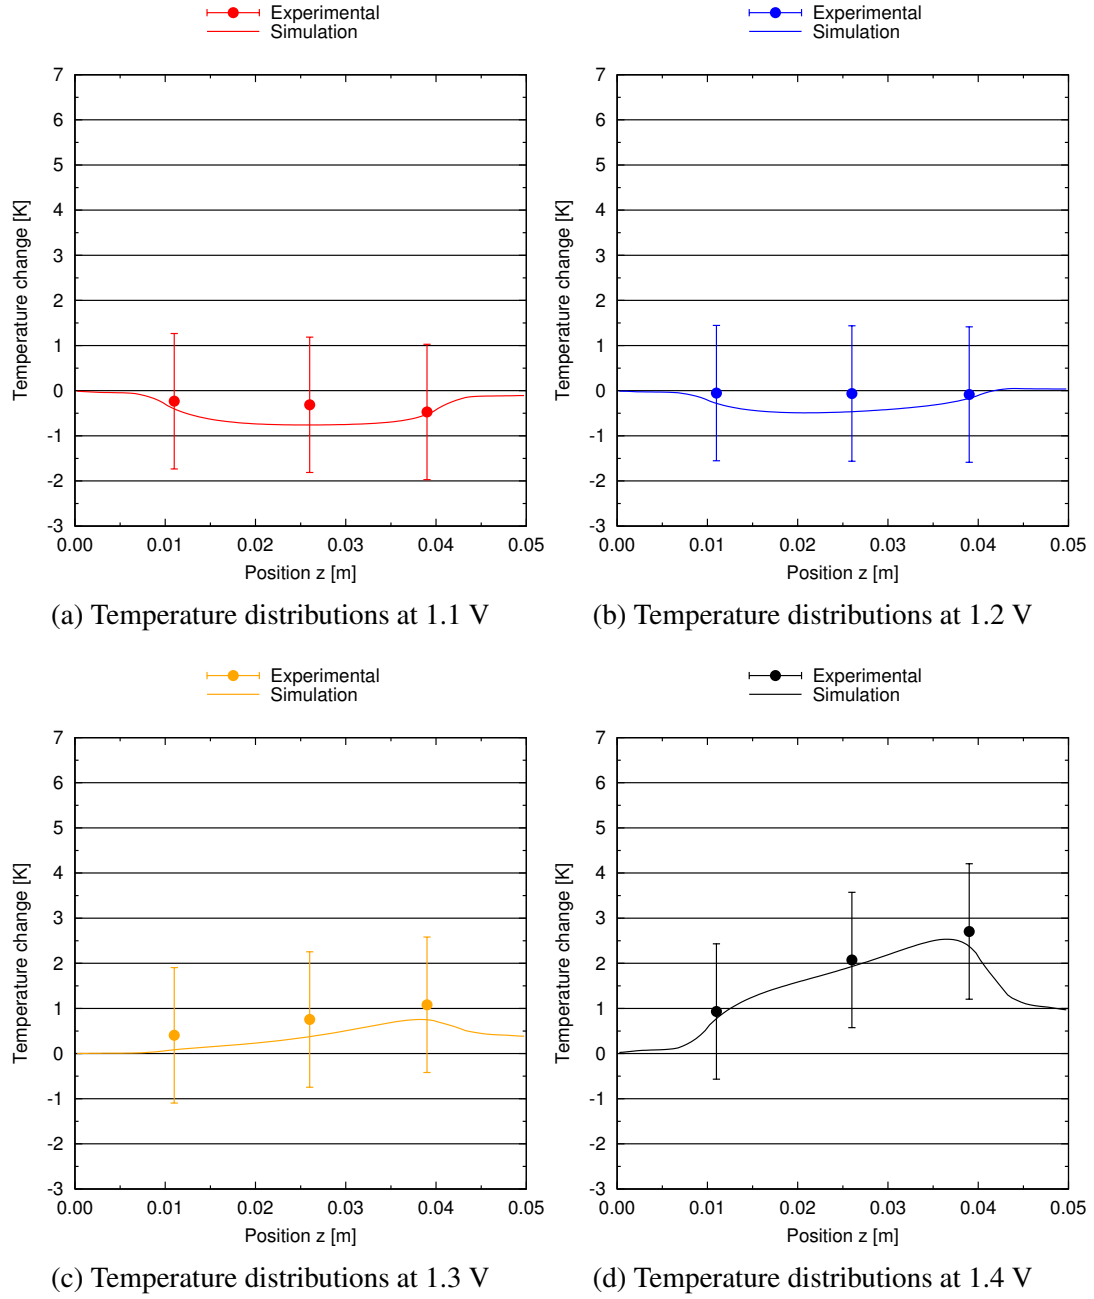 Experimental
Simulation
7
6
5
4
3
2
1
0
-1
-2
-3
Temperature change [K]
0.00 0.01 0.02 0.03 0.04 0.05
Position z [m]
(a) Temperature distributions at 1.1 V
Experimental
Simulation
7
6
5
4
3
2
1
0
-1
-2
-3
Temperature change [K]
0.00 0.01 0.02 0.03 0.04 0.05
Position z [m]
(b) Temperature distributions at 1.2 V
Experimental
Simulation
7
6
5
4
3
2
1
0
-1
-2
-3
Temperature change [K]
0.00 0.01 0.02 0.03 0.04 0.05
Position z [m]
(c) Temperature distributions at 1.3 V
Experimental
Simulation
7
6
5
4
3
2
1
0
-1
-2
-3
Temperature change [K]
0.00 0.01 0.02 0.03 0.04 0.05
Position z [m]
(d) Temperature distributions at 1.4 V